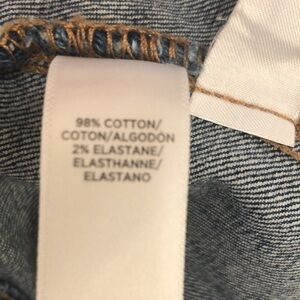 98% COTTON/
COTON/ALGODÓN
2% ELASTANE/
ELASTHANNE/
ELASTANO